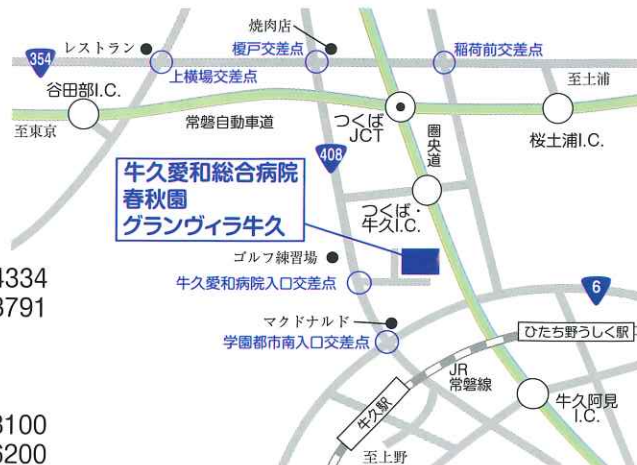 焼肉店
レストラン
榎戸交差点
稲荷前交差点
354
上横場交差点
谷田部I.C.
至土浦
至東京
常磐自動車道
つくば
JCT
圏央道
桜土浦I.C.
408
牛久愛和総合病院
春秋園
グランヴィラ牛久
つくば・
牛久I.C.
ゴルフ練習場
4334
牛久愛和病院入口交差点
6
3791
マクドナルド
ひたち野うしく駅
学園都市南入口交差点
JR
常磐線
牛久駅
牛久阿見
I.C.
3100
至上野
6200